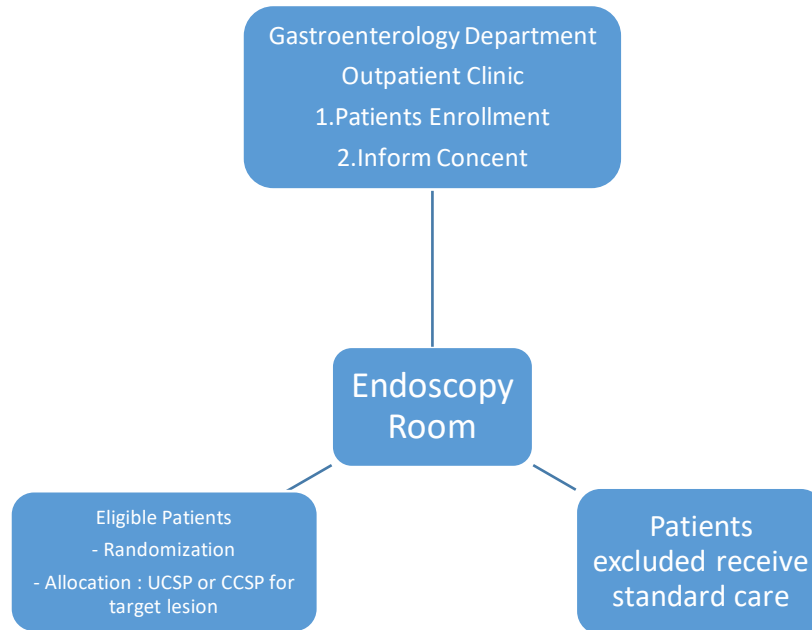 Gastroenterology Department
Outpatient Clinic
1.Patients Enrollment
2.Inform Concent
Endoscopy
Room
Eligible Patients
- Randomization
- Allocation : UCSP or CCSP for
target lesion
Patients
excluded receive
standard care